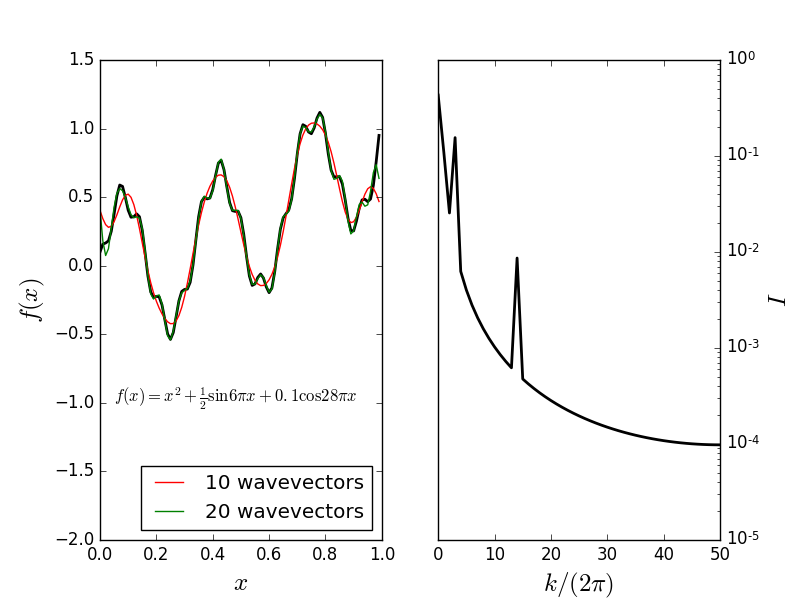 1.5
1.0
0.5
0.0
−0.5
−1.0
−1.5
−2.0
f(x)
f(x) = x² + ½ sin6πx + 0.1cos28πx
10 wavevectors
20 wavevectors
0.0 0.2 0.4 0.6 0.8 1.0
x
10⁰
10⁻¹
10⁻²
10⁻³
10⁻⁴
10⁻⁵
I
0 10 20 30 40 50
k/(2π)